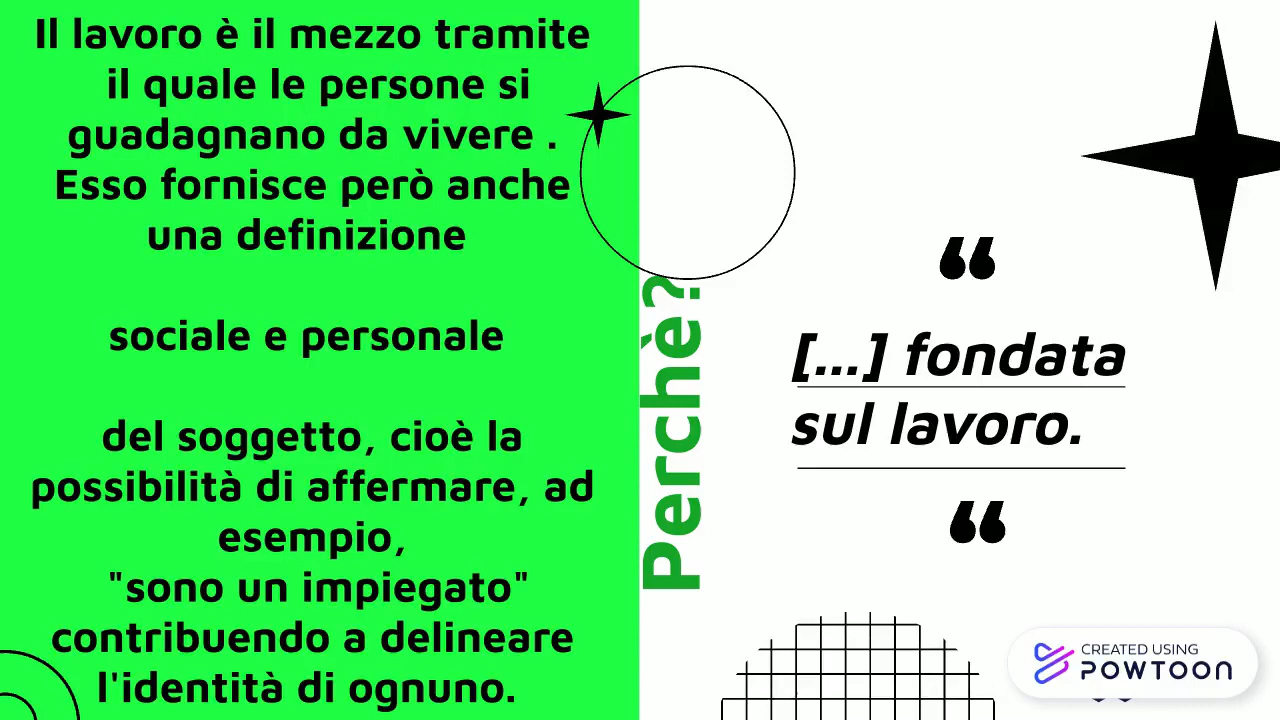 Il lavoro è il mezzo tramite
il quale le persone si
guadagnano da vivere .
Esso fornisce però anche
una definizione
sociale e personale
del soggetto, cioè la
possibilità di affermare, ad
esempio,
"sono un impiegato"
contribuendo a delineare
l'identità di ognuno.
Perchè?
“
[...] fondata
sul lavoro.
“
CREATED USING
POWTOON